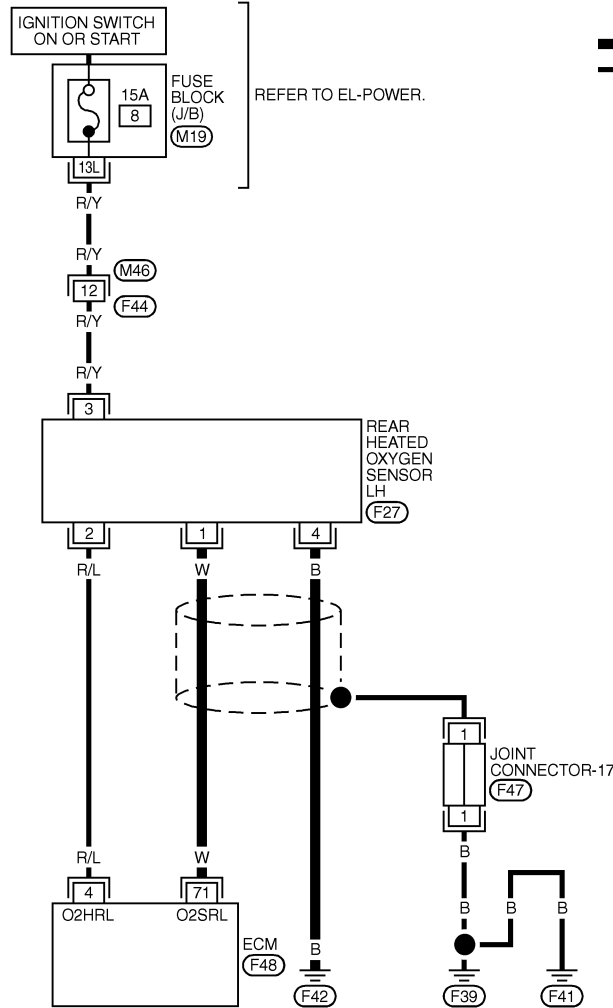 IGNITION SWITCH
ON OR START
15A
8
FUSE
BLOCK
(J/B)
M19
REFER TO EL-POWER.
13L
R/Y
R/Y
M46
12
F44
R/Y
R/Y
3
REAR
HEATED
OXYGEN
SENSOR
LH
F27
2 1 4
R/L W B
1
JOINT
CONNECTOR-17
F47
1
B
R/L W
4 71
O2HRL O2SRL
ECM
F48
B
F42
B B B
F39 F41